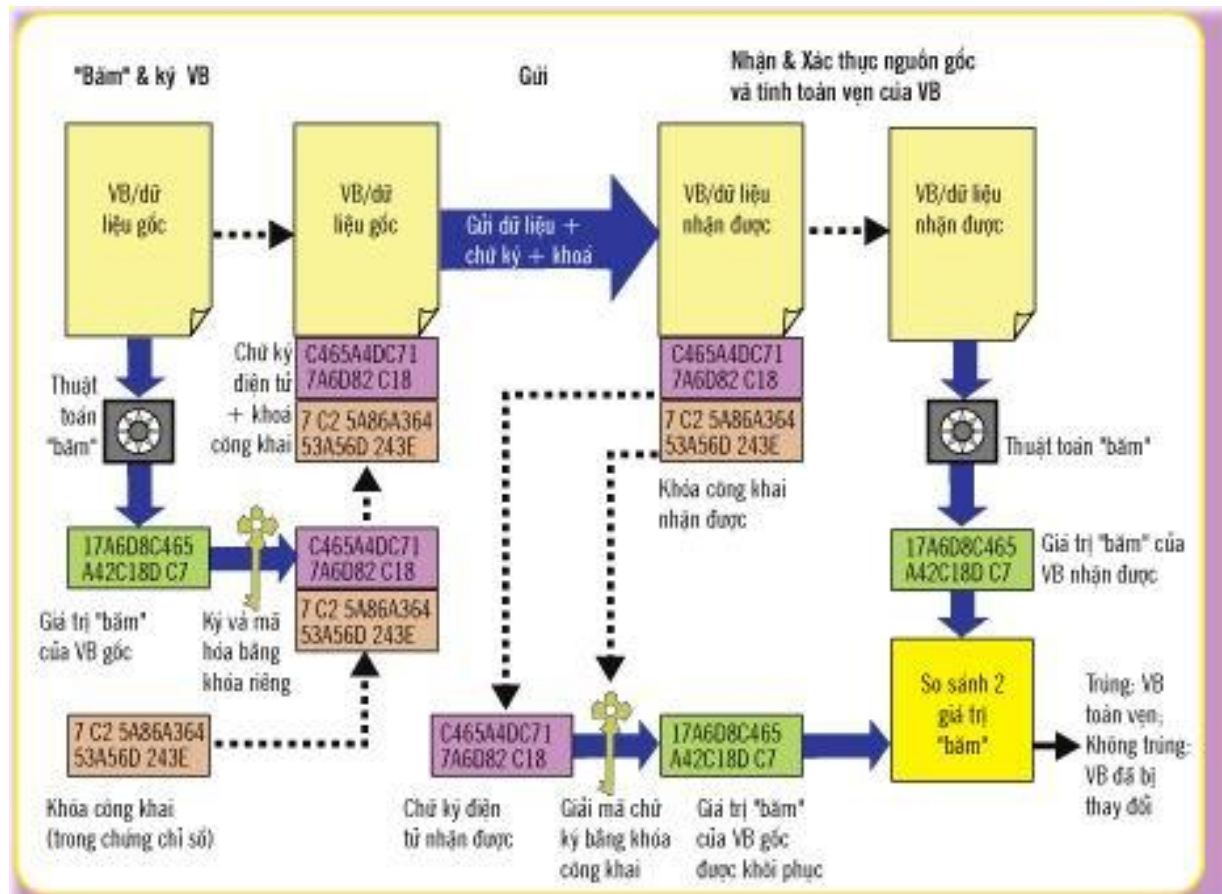 "Băm" & ký VB
Gửi
Nhận & Xác thực nguồn gốc
và tính toàn vẹn của VB
VB/dữ
liệu gốc
VB/dữ
liệu gốc
Gửi dữ liệu +
chữ ký + khoá
VB/dữ liệu
nhận được
VB/dữ liệu
nhận được
Thuật
toán
"băm"
Chữ ký
điện tử
+ khoá
công khai
C465A4DC71
7A6D82 C18
7 C2 5A86A364
53A56D 243E
C465A4DC71
7A6D82 C18
7 C2 5A86A364
53A56D 243E
Khóa công khai
nhận được
Thuật toán "băm"
17A6D8C465
A42C18D C7
Giá trị "băm"
của VB gốc
Ký và mã
hóa bằng
khóa riêng
C465A4DC71
7A6D82 C18
7 C2 5A86A364
53A56D 243E
17A6D8C465
A42C18D C7
Giá trị "băm" của
VB nhận được
7 C2 5A86A364
53A56D 243E
Khóa công khai
(trong chứng chỉ số)
C465A4DC71
7A6D82 C18
Chữ ký điện
tử nhận được
Giải mã chữ
ký bằng khóa
công khai
17A6D8C465
A42C18D C7
Giá trị "băm"
của VB gốc
được khôi phục
So sánh 2
giá trị
"băm"
Trùng: VB
toàn vẹn;
Không trùng:
VB đã bị
thay đổi